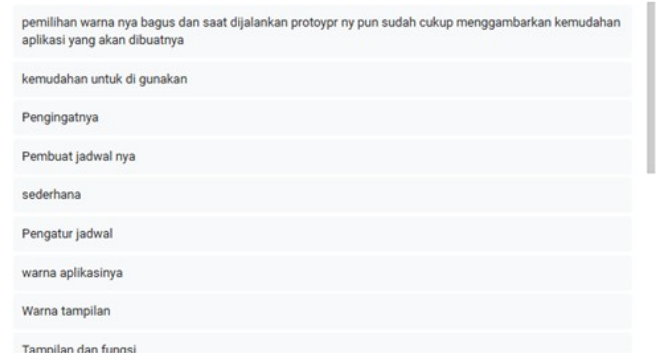 pemilihan warna nya bagus dan saat dijalankan protoypr ny pun sudah cukup menggambarkan kemudahan
aplikasi yang akan dibuatnya
kemudahan untuk di gunakan
Pengingatnya
Pembuat jadwal nya
sederhana
Pengatur jadwal
warna aplikasinya
Warna tampilan
Tampilan dan fungsi